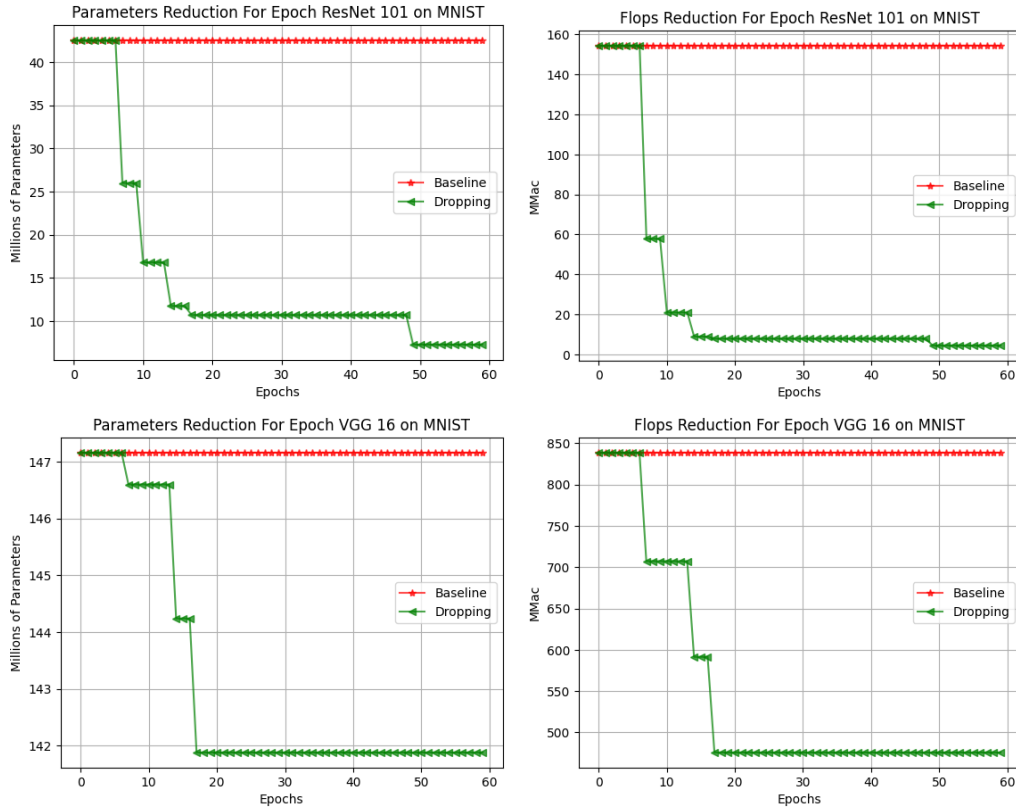 Parameters Reduction For Epoch ResNet 101 on MNIST
Millions of Parameters
40
35
30
25
20
15
10
Baseline
Dropping
0 10 20 30 40 50 60
Epochs
Flops Reduction For Epoch ResNet 101 on MNIST
MMac
160
140
120
100
80
60
40
20
0
Baseline
Dropping
0 10 20 30 40 50 60
Epochs
Parameters Reduction For Epoch VGG 16 on MNIST
Millions of Parameters
147
146
145
144
143
142
Baseline
Dropping
0 10 20 30 40 50 60
Epochs
Flops Reduction For Epoch VGG 16 on MNIST
MMac
850
800
750
700
650
600
550
500
Baseline
Dropping
0 10 20 30 40 50 60
Epochs